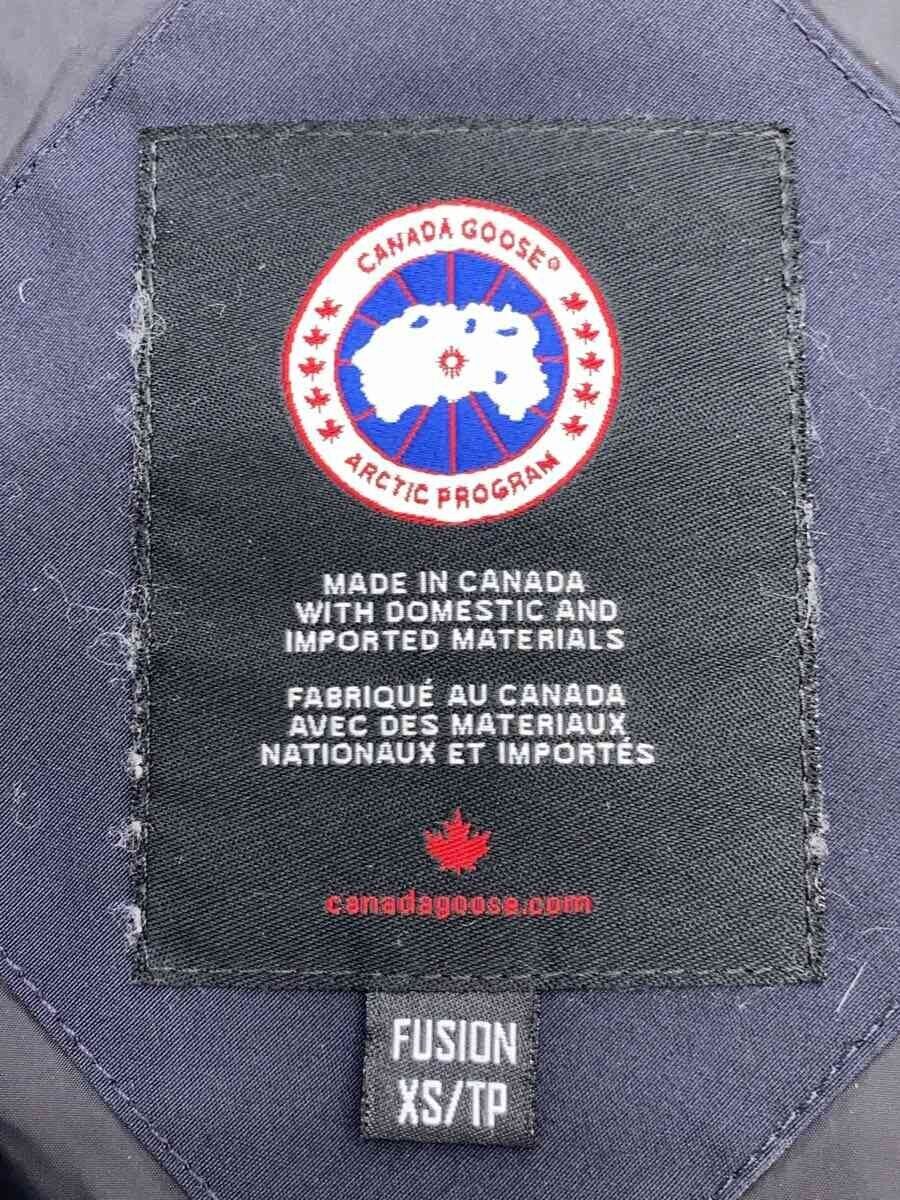 CANADA GOOSE®
ARCTIC PROGRAM
MADE IN CANADA
WITH DOMESTIC AND
IMPORTED MATERIALS
FABRIQUÉ AU CANADA
AVEC DES MATERIAUX
NATIONAUX ET IMPORTÉS
canadagoose.com
FUSION
XS/TP